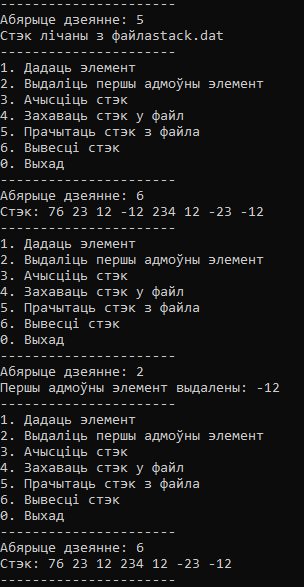 ----------------------
Абярыце дзеянне: 5
Стэк лічаны з файлаstack.dat
----------------------
1. Дадаць элемент
2. Выдаліць першы адмоўны элемент
3. Ачысціць стэк
4. Захаваць стэк у файл
5. Прачытаць стэк з файла
6. Вывесці стэк
0. Выхад
----------------------
Абярыце дзеянне: 6
Стэк: 76 23 12 -12 234 12 -23 -12
----------------------
1. Дадаць элемент
2. Выдаліць першы адмоўны элемент
3. Ачысціць стэк
4. Захаваць стэк у файл
5. Прачытаць стэк з файла
6. Вывесці стэк
0. Выхад
----------------------
Абярыце дзеянне: 2
Першы адмоўны элемент выдалены: -12
----------------------
1. Дадаць элемент
2. Выдаліць першы адмоўны элемент
3. Ачысціць стэк
4. Захаваць стэк у файл
5. Прачытаць стэк з файла
6. Вывесці стэк
0. Выхад
----------------------
Абярыце дзеянне: 6
Стэк: 76 23 12 234 12 -23 -12
----------------------